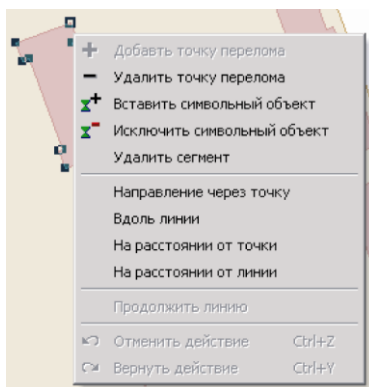 Добавть точку перелома
Удалить точку перелома
Вставить символьный объект
Исключить символьный объект
Удалить сегмент
Направление через точку
Вдоль линии
На расстоянии от точки
На расстоянии от линии
Продолжить линию
Отменить действие Ctrl+Z
Вернуть действие Ctrl+Y